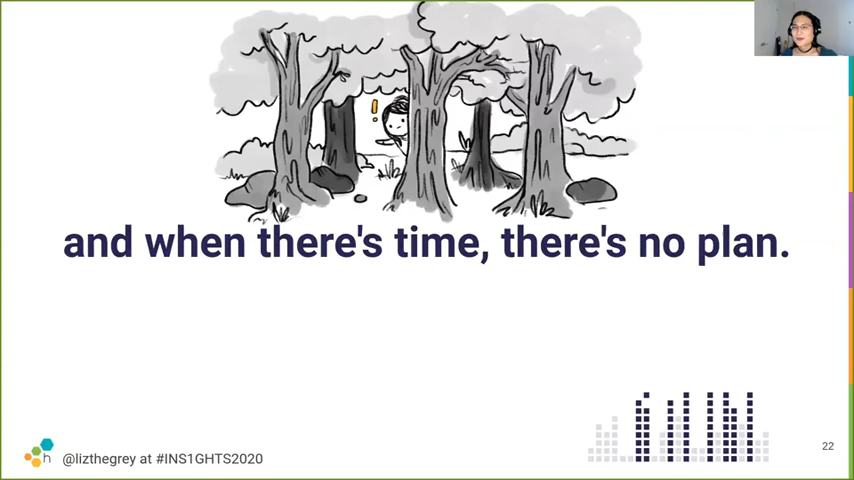 and when there's time, there's no plan.
h
@lizthegrey at #INS1GHTS2020
22